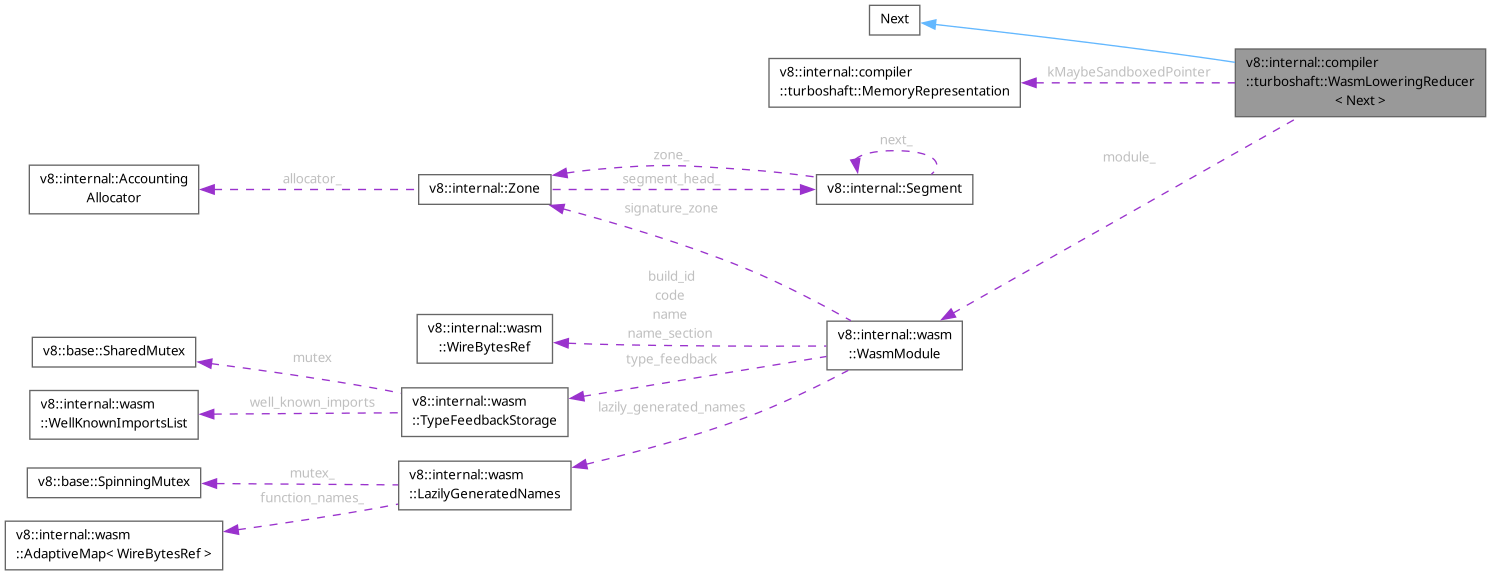 Next
v8::internal::compiler
::turboshaft::WasmLoweringReducer
< Next >
kMaybeSandboxedPointer
v8::internal::compiler
::turboshaft::MemoryRepresentation
next_
module_
zone_
v8::internal::Accounting
Allocator
allocator_
v8::internal::Zone
segment_head_
v8::internal::Segment
signature_zone
build_id
code
name
name_section
v8::internal::wasm
::WireBytesRef
v8::internal::wasm
::WasmModule
v8::base::SharedMutex
mutex
type_feedback
v8::internal::wasm
::WellKnownImportsList
well_known_imports
v8::internal::wasm
::TypeFeedbackStorage
lazily_generated_names
v8::base::SpinningMutex
mutex_
v8::internal::wasm
::LazilyGeneratedNames
function_names_
v8::internal::wasm
::AdaptiveMap< WireBytesRef >